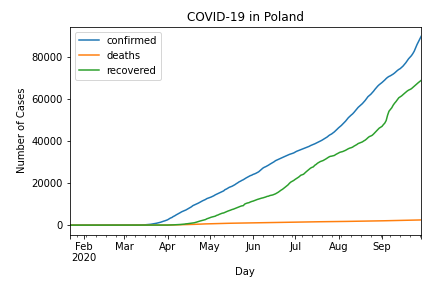 COVID-19 in Poland
confirmed
deaths
recovered
Number of Cases
80000
60000
40000
20000
0
Feb Mar Apr May Jun Jul Aug Sep
2020
Day